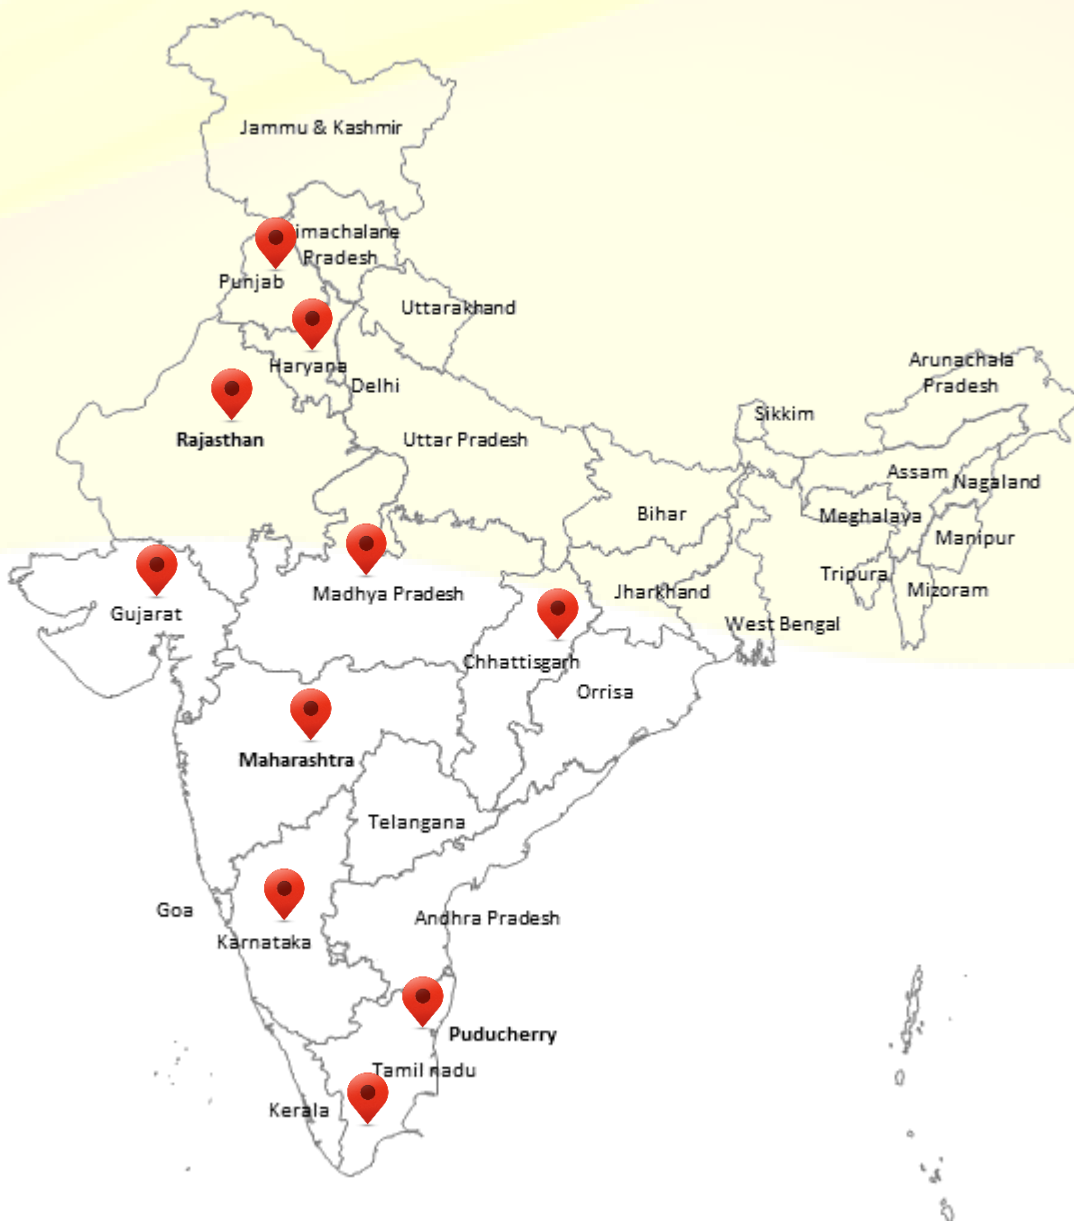 Jammu & Kashmir
imachalane
Pradesh
Punjab
Uttarakhand
Haryana
Delhi
Arunachala
Pradesh
Sikkim
Rajasthan
Uttar Pradesh
Assam
Nagaland
Bihar
Meghalaya
Manipur
Tripura
Mizoram
Madhya Pradesh
Jharkhand
Gujarat
West Bengal
Chhattisgarh
Orrisa
Maharashtra
Telangana
Goa
Andhra Pradesh
Karnataka
Puducherry
Tamil nadu
Kerala